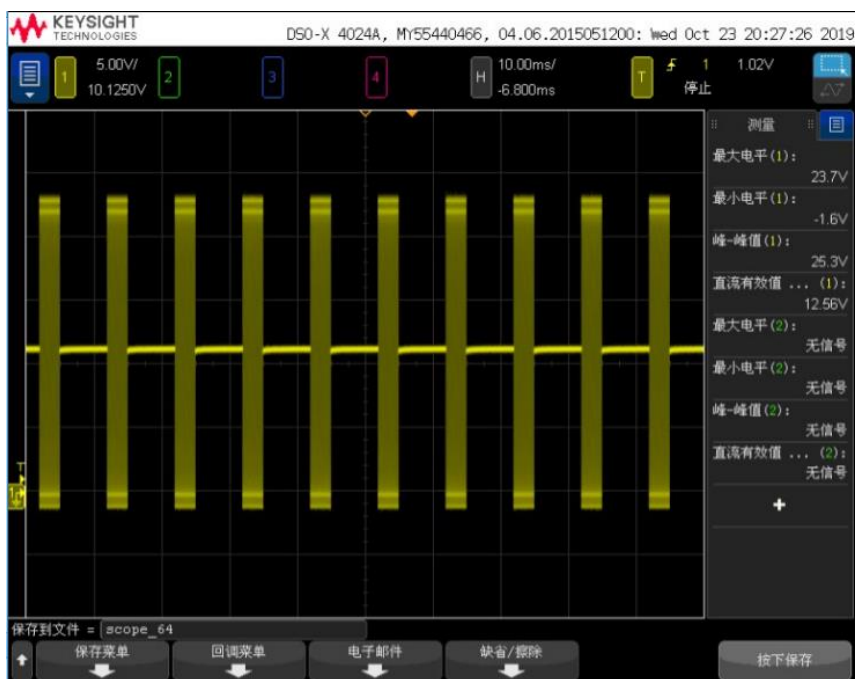 KEYSIGHT
TECHNOLOGIES
DSO-X 4024A, MY55440466, 04.06.2015051200: Wed Oct 23 20:27:26 2019
1 5.00V/ 2 3 4 H 10.00ms/ T 1 1.02V
10.1250V -6.800ms 停止
测量
最大电平(1):
23.7V
最小电平(1):
-1.6V
峰-峰值(1):
25.3V
直流有效值 ... (1):
12.56V
最大电平(2):
无信号
最小电平(2):
无信号
峰-峰值(2):
无信号
直流有效值 ... (2):
无信号
T
保存到文件 = scope_64
保存菜单 回调菜单 电子邮件 缺省/擦除 按下保存